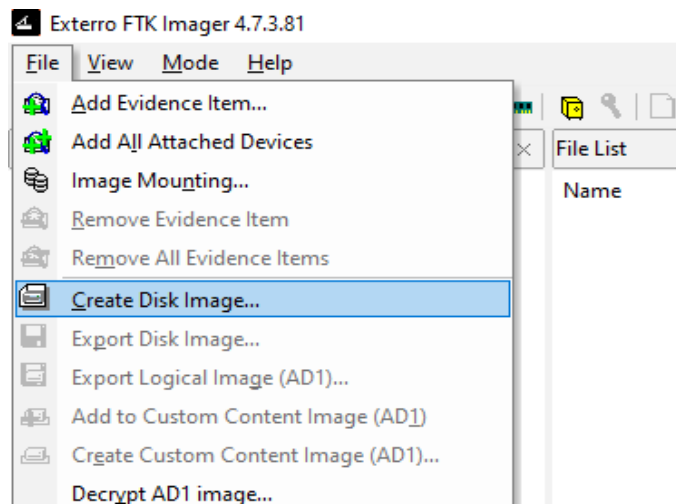 Exterro FTK Imager 4.7.3.81
File View Mode Help
Add Evidence Item...
Add All Attached Devices
File List
Image Mounting...
Name
Remove Evidence Item
Remove All Evidence Items
Create Disk Image...
Export Disk Image...
Export Logical Image (AD1)...
Add to Custom Content Image (AD1)
Create Custom Content Image (AD1)...
Decrypt AD1 image...